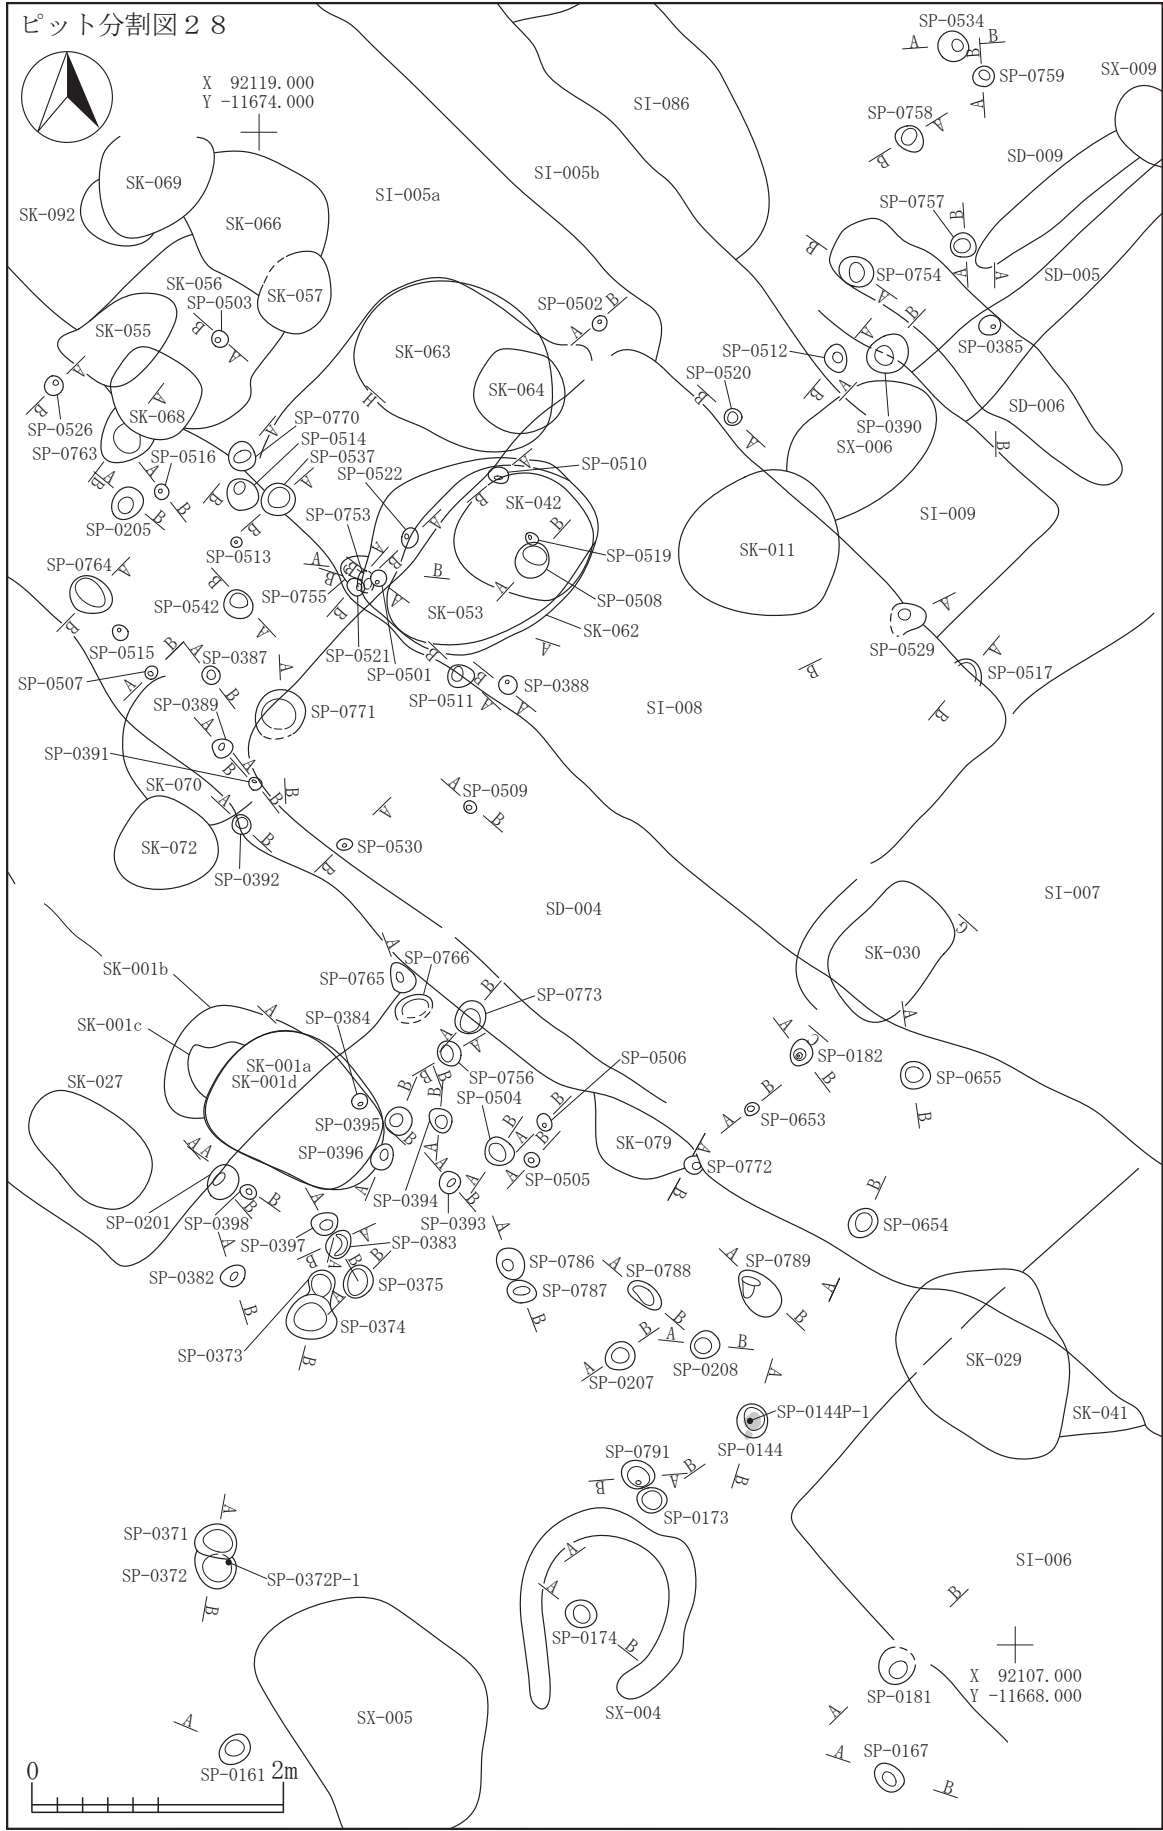 ピット分割図２８
X 92119.000
Y -11674.000
SP-0534
A
B
B
SP-0759
A
SX-009
SI-086
SP-0758
A
B
SD-009
SI-005b
SK-069
SI-005a
SK-092
SK-066
SP-0757
B
A
A
B
SP-0754
A
SD-005
SK-056
SP-0503
SK-057
SP-0502
B
A
B
A
SP-0385
SK-055
B
A
SK-063
SP-0512
SP-0520
A
SK-064
B
A
B
A
SP-0526
B
A
SK-068
H
SP-0390
SD-006
SX-006
B
SP-0770
A
SP-0514
SP-0763
SP-0516
SP-0537
A
SP-0522
A
SP-0510
A
A
B
B
B
B
SK-042
SP-0205
B
B
SP-0753
A
B
SI-009
SP-0513
A
A
B
SP-0519
SK-011
SP-0764
A
B
B
B
SP-0542
SP-0755
B
A
A
SK-053
SP-0508
B
A
SK-062
A
SP-0515
B
A
SP-0387
A
SP-0521
B
A
SP-0529
SP-0507
A
B
SP-0501
B
SP-0388
B
A
SP-0517
SP-0389
SP-0511
A
A
SP-0771
SI-008
B
A
SP-0391
B
A
SK-070
A
B
B
A
A
SP-0509
B
SK-072
B
SP-0530
SP-0392
B
SD-004
SI-007
G
SK-030
A
SP-0766
SK-001b
SP-0765
B
SP-0773
A
SP-0384
A
SK-001c
A
A
A
C
SP-0182
SK-001a
SK-001d
SP-0506
SK-027
B
B
B
B
SP-0756
SP-0504
B
B
SP-0655
B
B
SP-0395
B
B
A
B
A
SP-0653
B
SP-0396
A
A
SK-079
A
A
A
SP-0772
A
A
A
SP-0505
B
B
SP-0394
B
SP-0201
SP-0398
B
A
SP-0393
SP-0654
A
SP-0397
A
SP-0383
A
B
A
B
B
SP-0786
A
SP-0788
A
SP-0789
SP-0382
SP-0375
A
SP-0787
A
B
B
B
B
SP-0374
B
A
B
SP-0373
B
A
SP-0208
A
SK-029
SP-0207
SP-0144P-1
SK-041
SP-0791
SP-0144
B
A
B
B
SP-0173
A
SP-0371
SP-0372
SP-0372P-1
A
SI-006
B
A
B
SP-0174
B
X 92107.000
Y -11668.000
SP-0181
SX-004
A
SX-005
A
A
SP-0167
B
0
2m
SP-0161